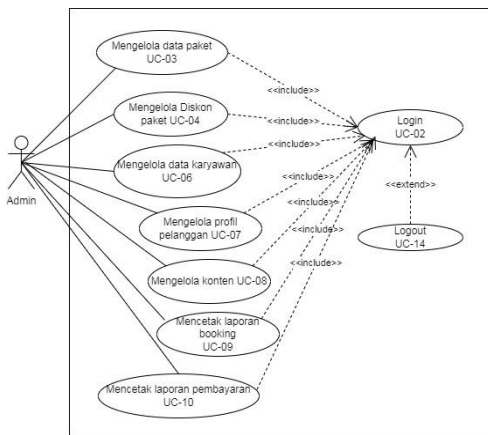 Mengelola data paket
UC-03
<<include>>
Mengelola Diskon
paket UC-04
<<include>>
Login
UC-02
<<include>>
Mengelola data karyawan
UC-06
Admin
<<include>>
<<extend>>
Mengelola profil
pelanggan UC-07
<<include>>
<<include>>
Logout
UC-14
<<include>>
Mengelola konten UC-08
Mencetak laporan
booking
UC-09
Mencetak laporan pembayaran
UC-10